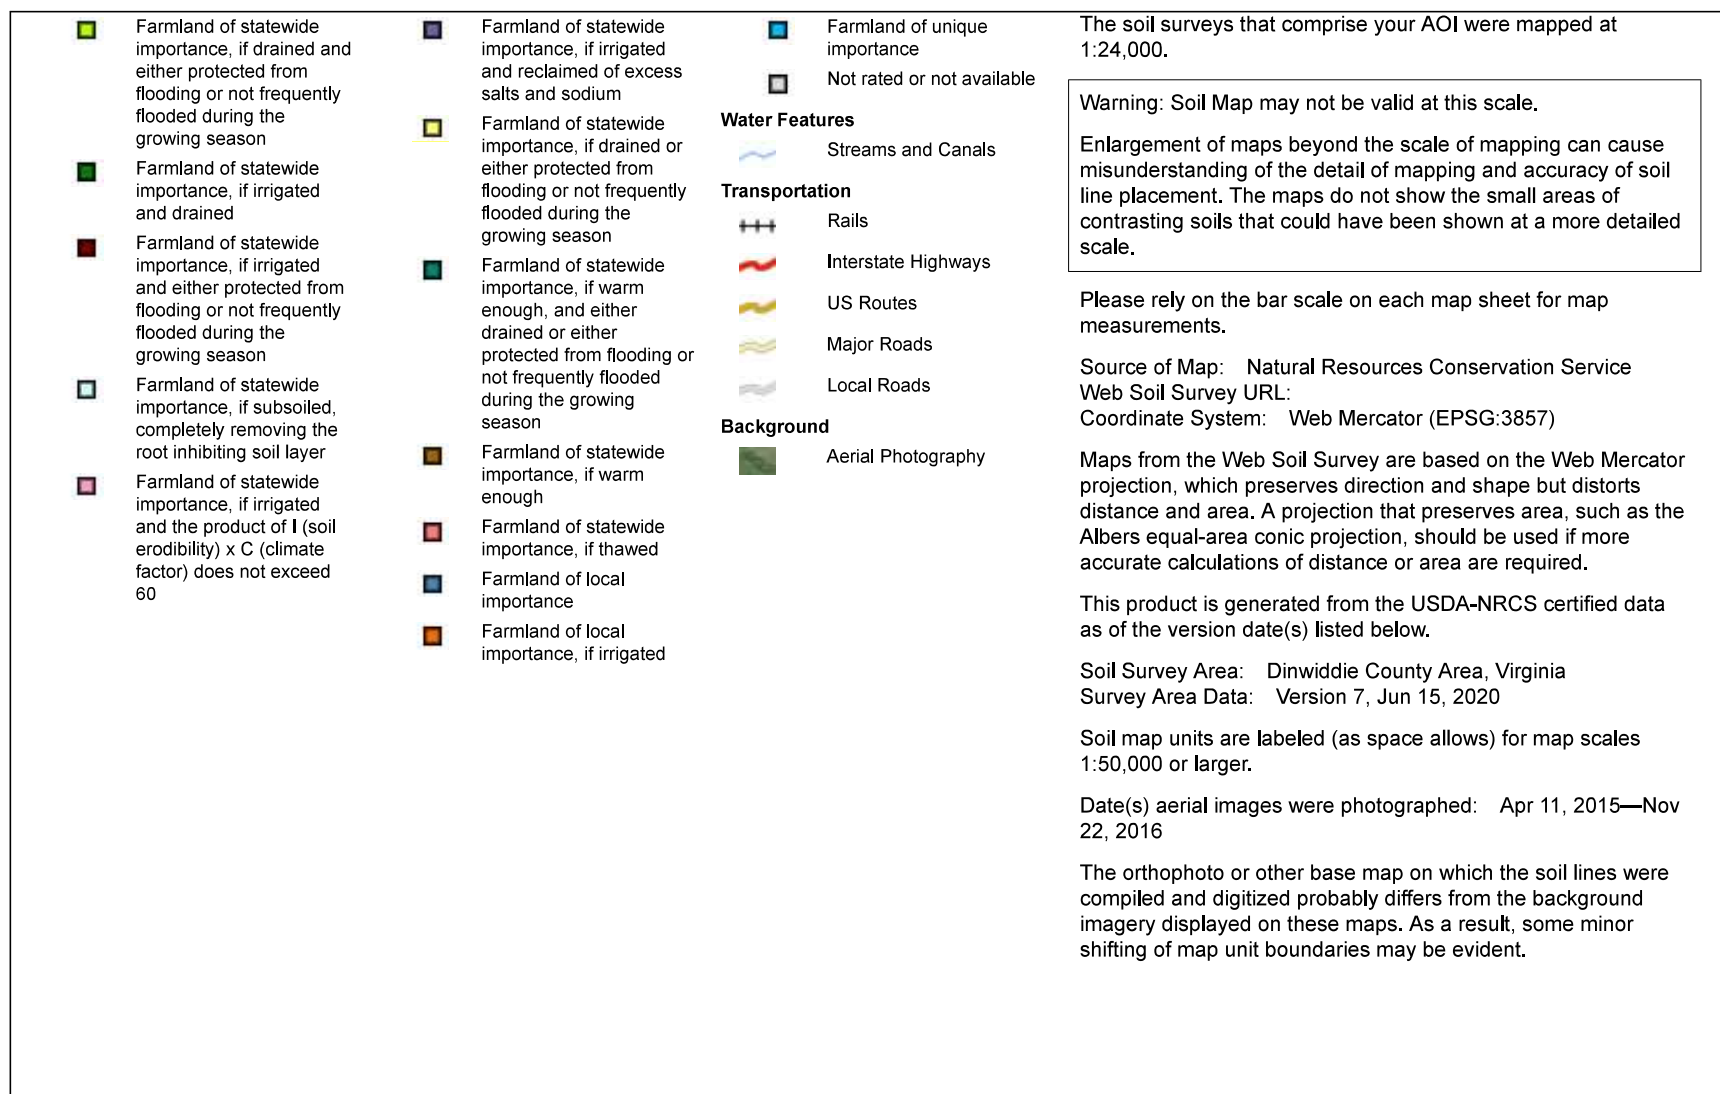 Farmland of statewide
importance, if drained and
either protected from
flooding or not frequently
flooded during the
growing season
Farmland of statewide
importance, if irrigated
and drained
Farmland of statewide
importance, if irrigated
and either protected from
flooding or not frequently
flooded during the
growing season
Farmland of statewide
importance, if subsoiled,
completely removing the
root inhibiting soil layer
Farmland of statewide
importance, if irrigated
and the product of I (soil
erodibility) x C (climate
factor) does not exceed
60
Farmland of statewide
importance, if irrigated
and reclaimed of excess
salts and sodium
Farmland of statewide
importance, if drained or
either protected from
flooding or not frequently
flooded during the
growing season
Farmland of statewide
importance, if warm
enough, and either
drained or either
protected from flooding or
not frequently flooded
during the growing
season
Farmland of statewide
importance, if warm
enough
Farmland of statewide
importance, if thawed
Farmland of local
importance
Farmland of local
importance, if irrigated
Farmland of unique
importance
Not rated or not available
Water Features
Streams and Canals
Transportation
Rails
Interstate Highways
US Routes
Major Roads
Local Roads
Background
Aerial Photography
The soil surveys that comprise your AOI were mapped at
1:24,000.
Warning: Soil Map may not be valid at this scale.
Enlargement of maps beyond the scale of mapping can cause
misunderstanding of the detail of mapping and accuracy of soil
line placement. The maps do not show the small areas of
contrasting soils that could have been shown at a more detailed
scale.
Please rely on the bar scale on each map sheet for map
measurements.
Source of Map: Natural Resources Conservation Service
Web Soil Survey URL:
Coordinate System: Web Mercator (EPSG:3857)
Maps from the Web Soil Survey are based on the Web Mercator
projection, which preserves direction and shape but distorts
distance and area. A projection that preserves area, such as the
Albers equal-area conic projection, should be used if more
accurate calculations of distance or area are required.
This product is generated from the USDA-NRCS certified data
as of the version date(s) listed below.
Soil Survey Area: Dinwiddie County Area, Virginia
Survey Area Data: Version 7, Jun 15, 2020
Soil map units are labeled (as space allows) for map scales
1:50,000 or larger.
Date(s) aerial images were photographed: Apr 11, 2015—Nov
22, 2016
The orthophoto or other base map on which the soil lines were
compiled and digitized probably differs from the background
imagery displayed on these maps. As a result, some minor
shifting of map unit boundaries may be evident.